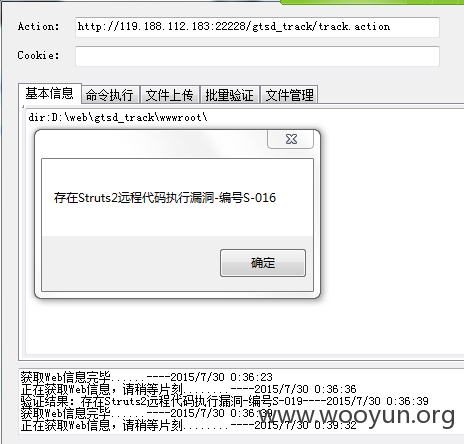 Action: http://119.188.112.183:22228/gtsd_track/track.action
Cookie:
基本信息 命令执行 文件上传 批量验证 文件管理
dir:D:\web\gtsd_track\wwwroot\
存在Struts2远程代码执行漏洞-编号S-016
确定
获取Web信息完毕......----2015/7/30 0:36:23
正在获取Web信息，请稍等片刻........----2015/7/30 0:36:36
验证结果：存在Struts2远程代码执行漏洞-编号S-019----2015/7/30 0:36:39
获取Web信息完毕......----2015/7/30 0:36:
正在获取Web信息，请稍等片刻........----2015/7/30 0:39:32
www.wooyun.org